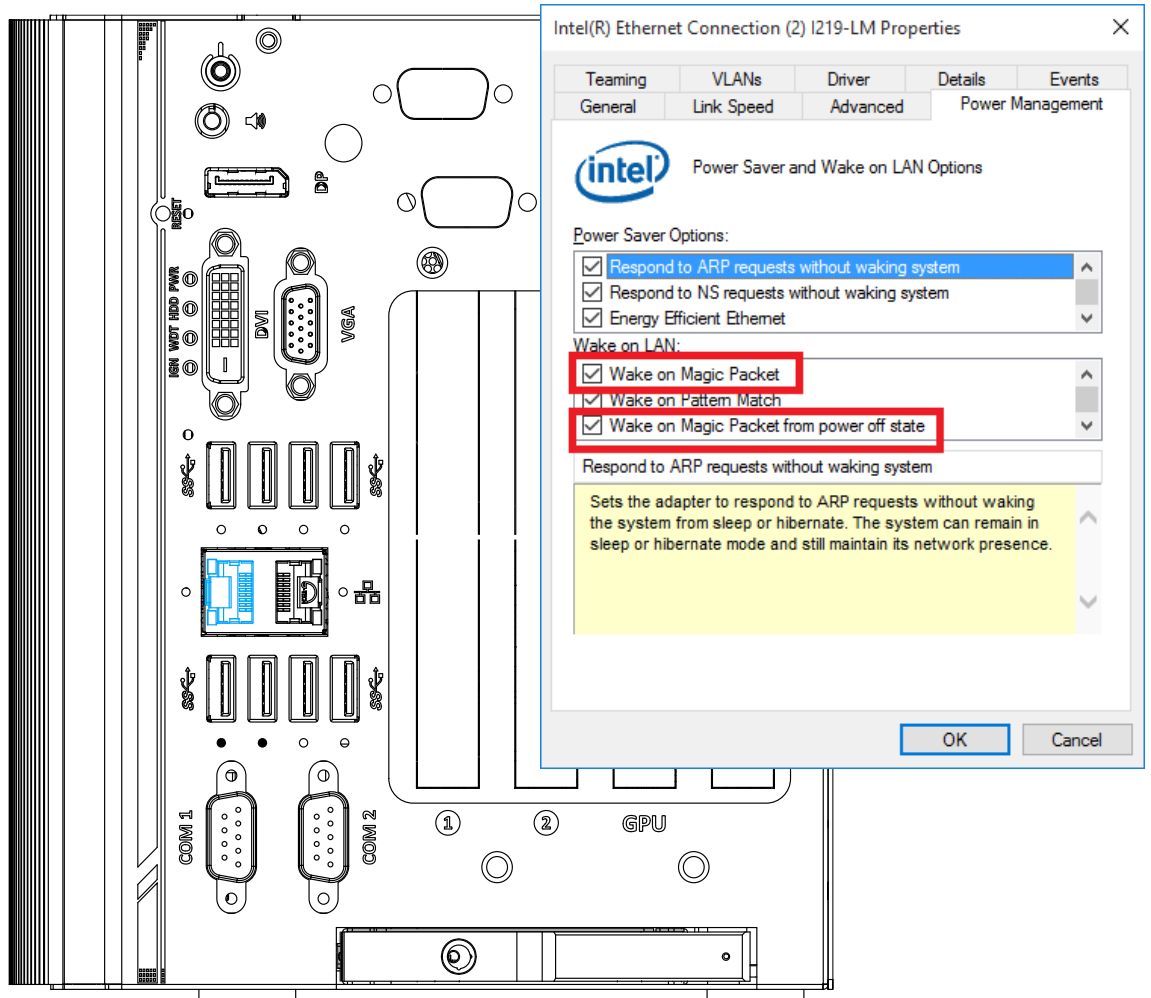 DP
RESET
PWR
HDD
WDT
IGN
DVI
VGA
SS
SS
SS
SS
COM 1
COM 2
1
2
GPU
Intel(R) Ethernet Connection (2) I219-LM Properties
Teaming VLANs Driver Details Events
General Link Speed Advanced Power Management
intel
Power Saver and Wake on LAN Options
Power Saver Options:
Respond to ARP requests without waking system
Respond to NS requests without waking system
Energy Efficient Ethernet
Wake on LAN:
Wake on Magic Packet
Wake on Pattern Match
Wake on Magic Packet from power off state
Respond to ARP requests without waking system
Sets the adapter to respond to ARP requests without waking
the system from sleep or hibernate. The system can remain in
sleep or hibernate mode and still maintain its network presence.
OK Cancel